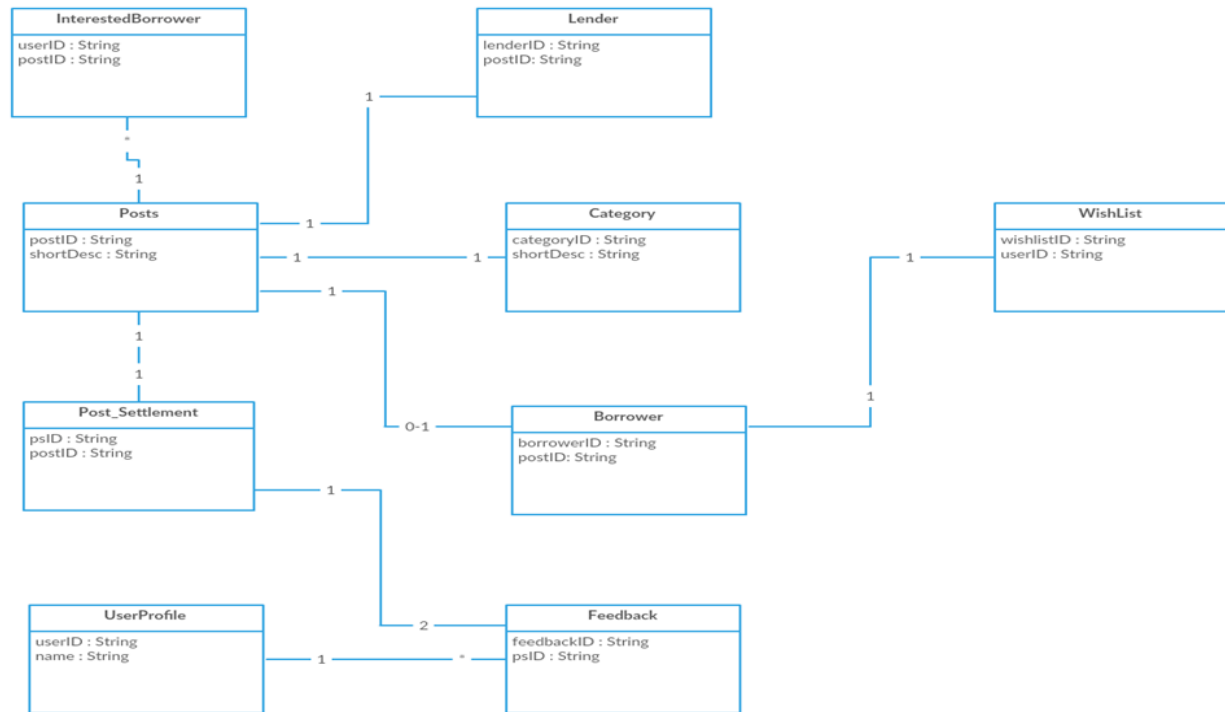 InterestedBorrower
userID : String
postID : String
Lender
lenderID : String
postID: String
1
*
1
Posts
postID : String
shortDesc : String
1
1
1
Category
categoryID : String
shortDesc : String
WishList
wishlistID : String
userID : String
1
1
1
1
1
Post_Settlement
psID : String
postID : String
0-1
Borrower
borrowerID : String
postID: String
1
1
UserProfile
userID : String
name : String
2
1
*
Feedback
feedbackID : String
psID : String